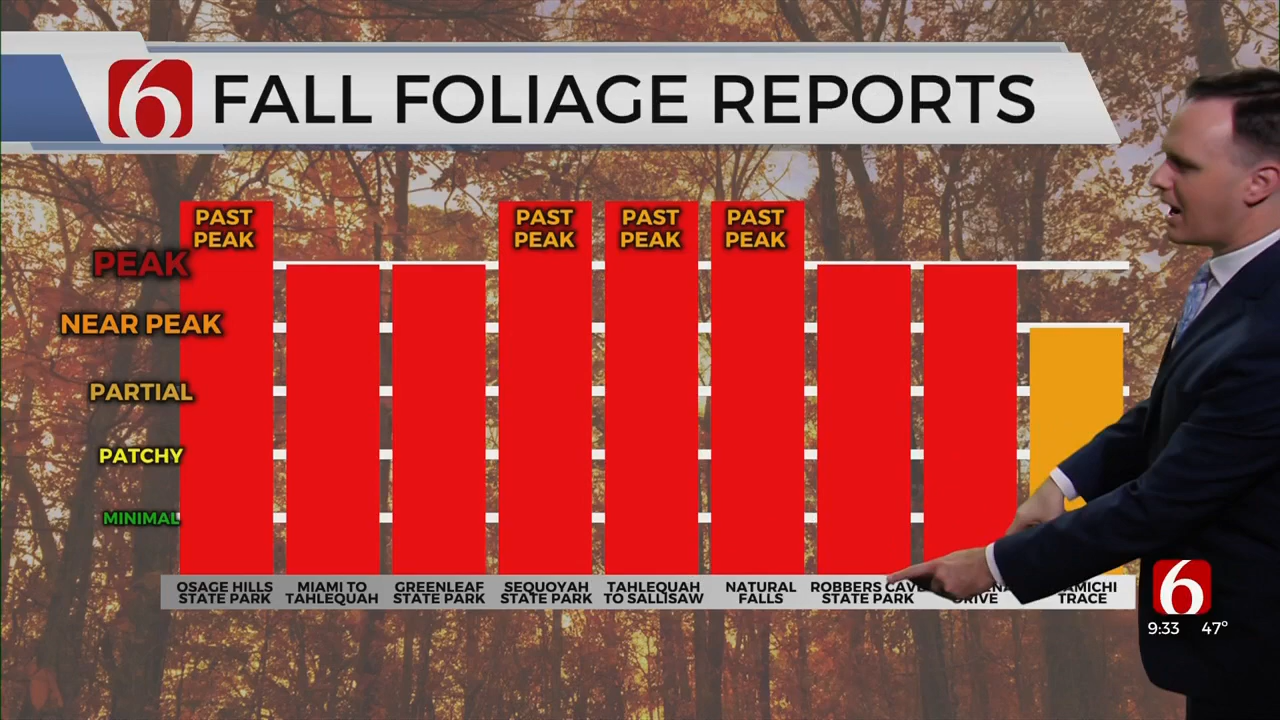 6 FALL FOLIAGE REPORTS
PAST
PEAK
PAST
PEAK
PAST
PEAK
PAST
PEAK
PEAK
NEAR PEAK
PARTIAL
PATCHY
MINIMAL
OSAGE HILLS
STATE PARK
MIAMI TO
TAHLEQUAH
GREENLEAF
STATE PARK
SEQUOYAH
STATE PARK
TAHLEQUAH
TO SALLISAW
NATURAL
FALLS
ROBBERS CAVE
STATE PARK
DRIVE
TRACE
6
9:33 47°